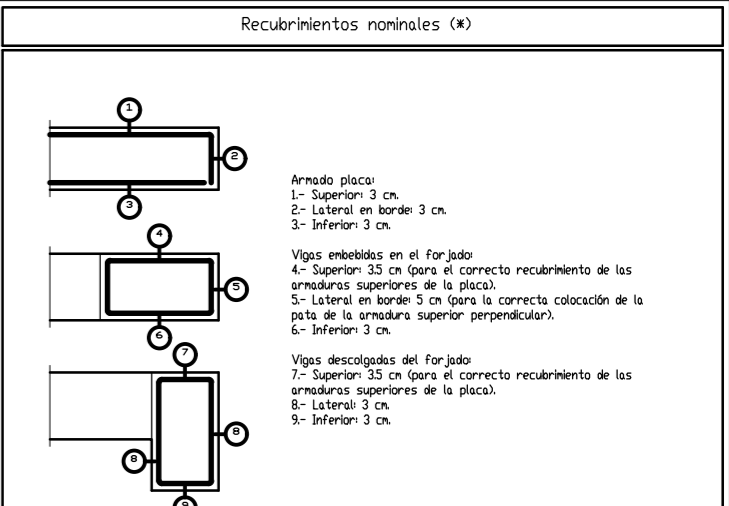 Recubrimientos nominales (*)
1
2
3
Armado placa:
1.- Superior: 3 cm.
2.- Lateral en borde: 3 cm.
3.- Inferior: 3 cm.
4
5
6
Vigas embebidas en el forjado:
4.- Superior: 3.5 cm (para el correcto recubrimiento de las
armaduras superiores de la placa).
5.- Lateral en borde: 5 cm (para la correcta colocación de la
pata de la armadura superior perpendicular).
6.- Inferior: 3 cm.
7
8
8
9
Vigas descolgadas del forjado:
7.- Superior: 3.5 cm (para el correcto recubrimiento de las
armaduras superiores de la placa).
8.- Lateral: 3 cm.
9.- Inferior: 3 cm.